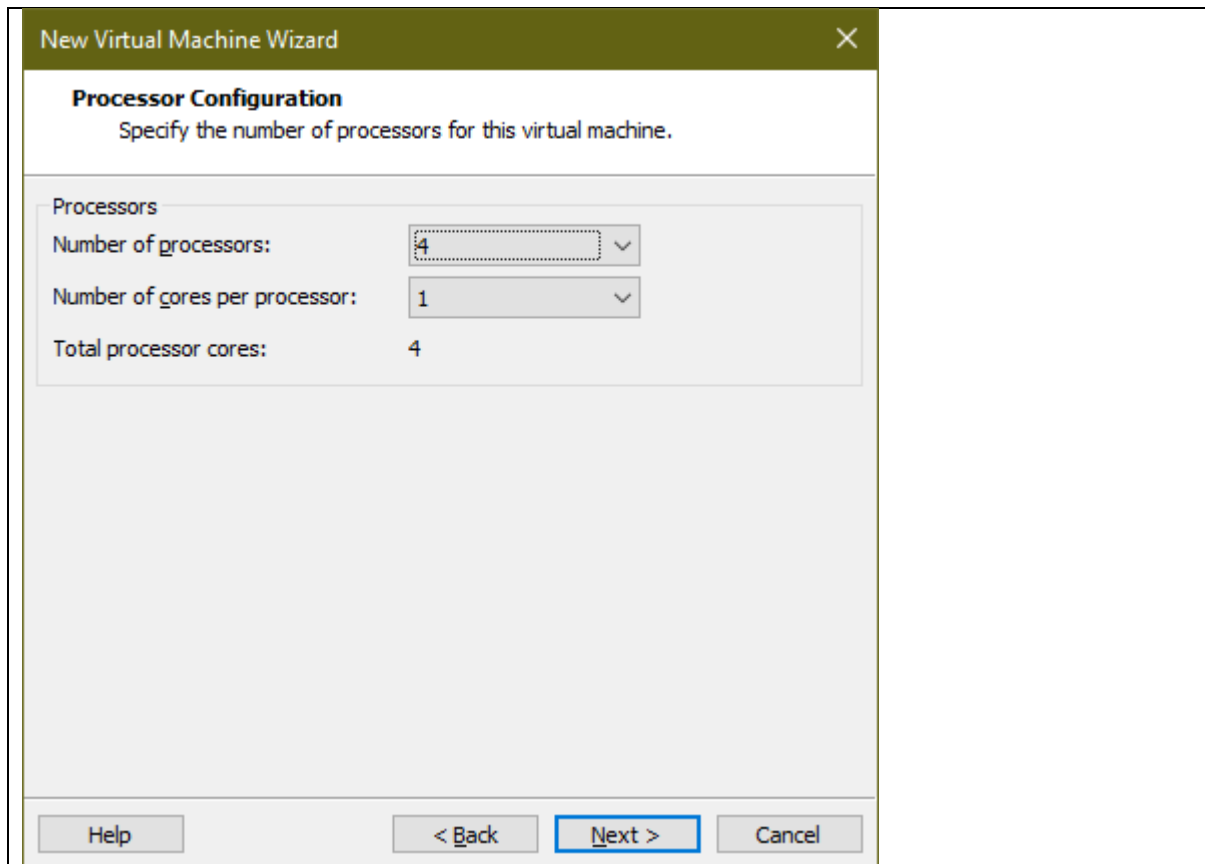 New Virtual Machine Wizard
Processor Configuration
Specify the number of processors for this virtual machine.
Processors
Number of processors: 4
Number of cores per processor: 1
Total processor cores: 4
Help < Back Next > Cancel